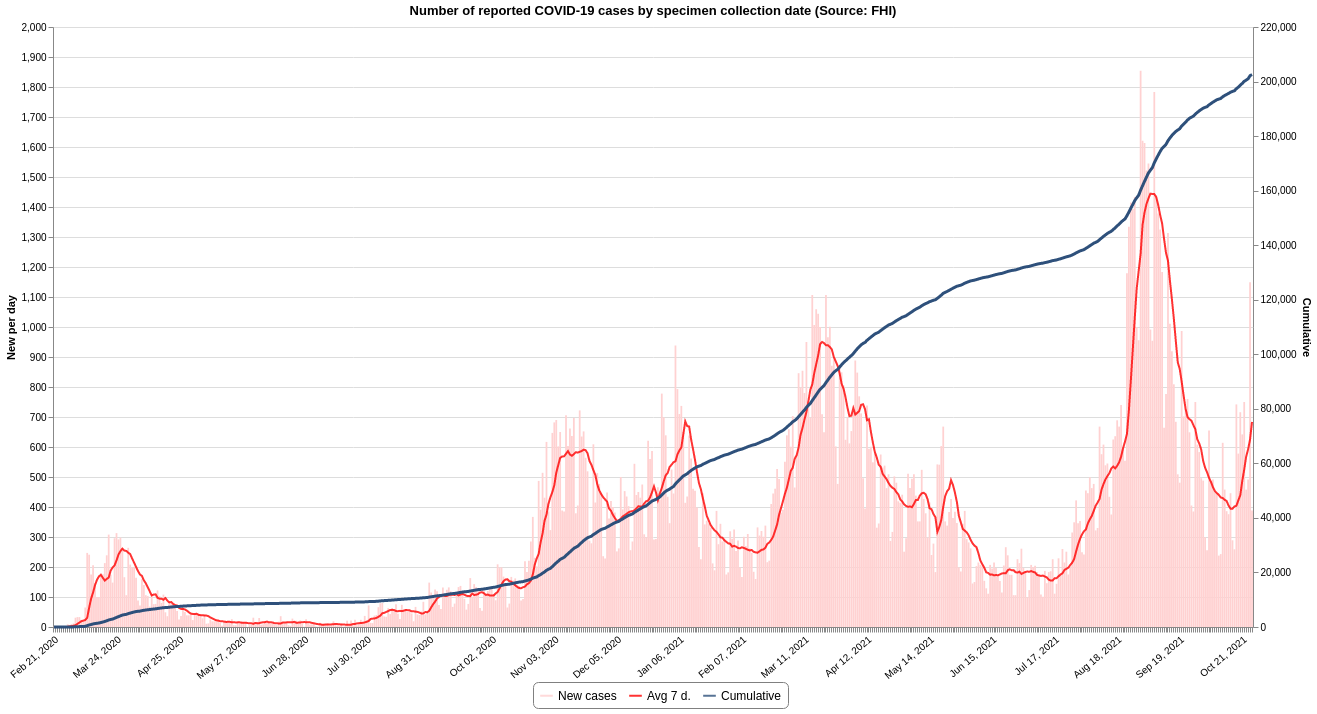 Number of reported COVID-19 cases by specimen collection date (Source: FHI)
2,000
1,900
1,800
1,700
1,600
1,500
1,400
1,300
1,200
1,100
1,000
900
800
700
600
500
400
300
200
100
0
New per day
220,000
200,000
180,000
160,000
140,000
120,000
100,000
80,000
60,000
40,000
20,000
0
Cumulative
Feb 21, 2020
Mar 24, 2020
Apr 25, 2020
May 27, 2020
Jun 28, 2020
Jul 30, 2020
Aug 31, 2020
Oct 02, 2020
Nov 03, 2020
Dec 05, 2020
Jan 06, 2021
Feb 07, 2021
Mar 11, 2021
Apr 12, 2021
May 14, 2021
Jun 15, 2021
Jul 17, 2021
Aug 18, 2021
Sep 19, 2021
Oct 21, 2021
New cases Avg 7 d. Cumulative